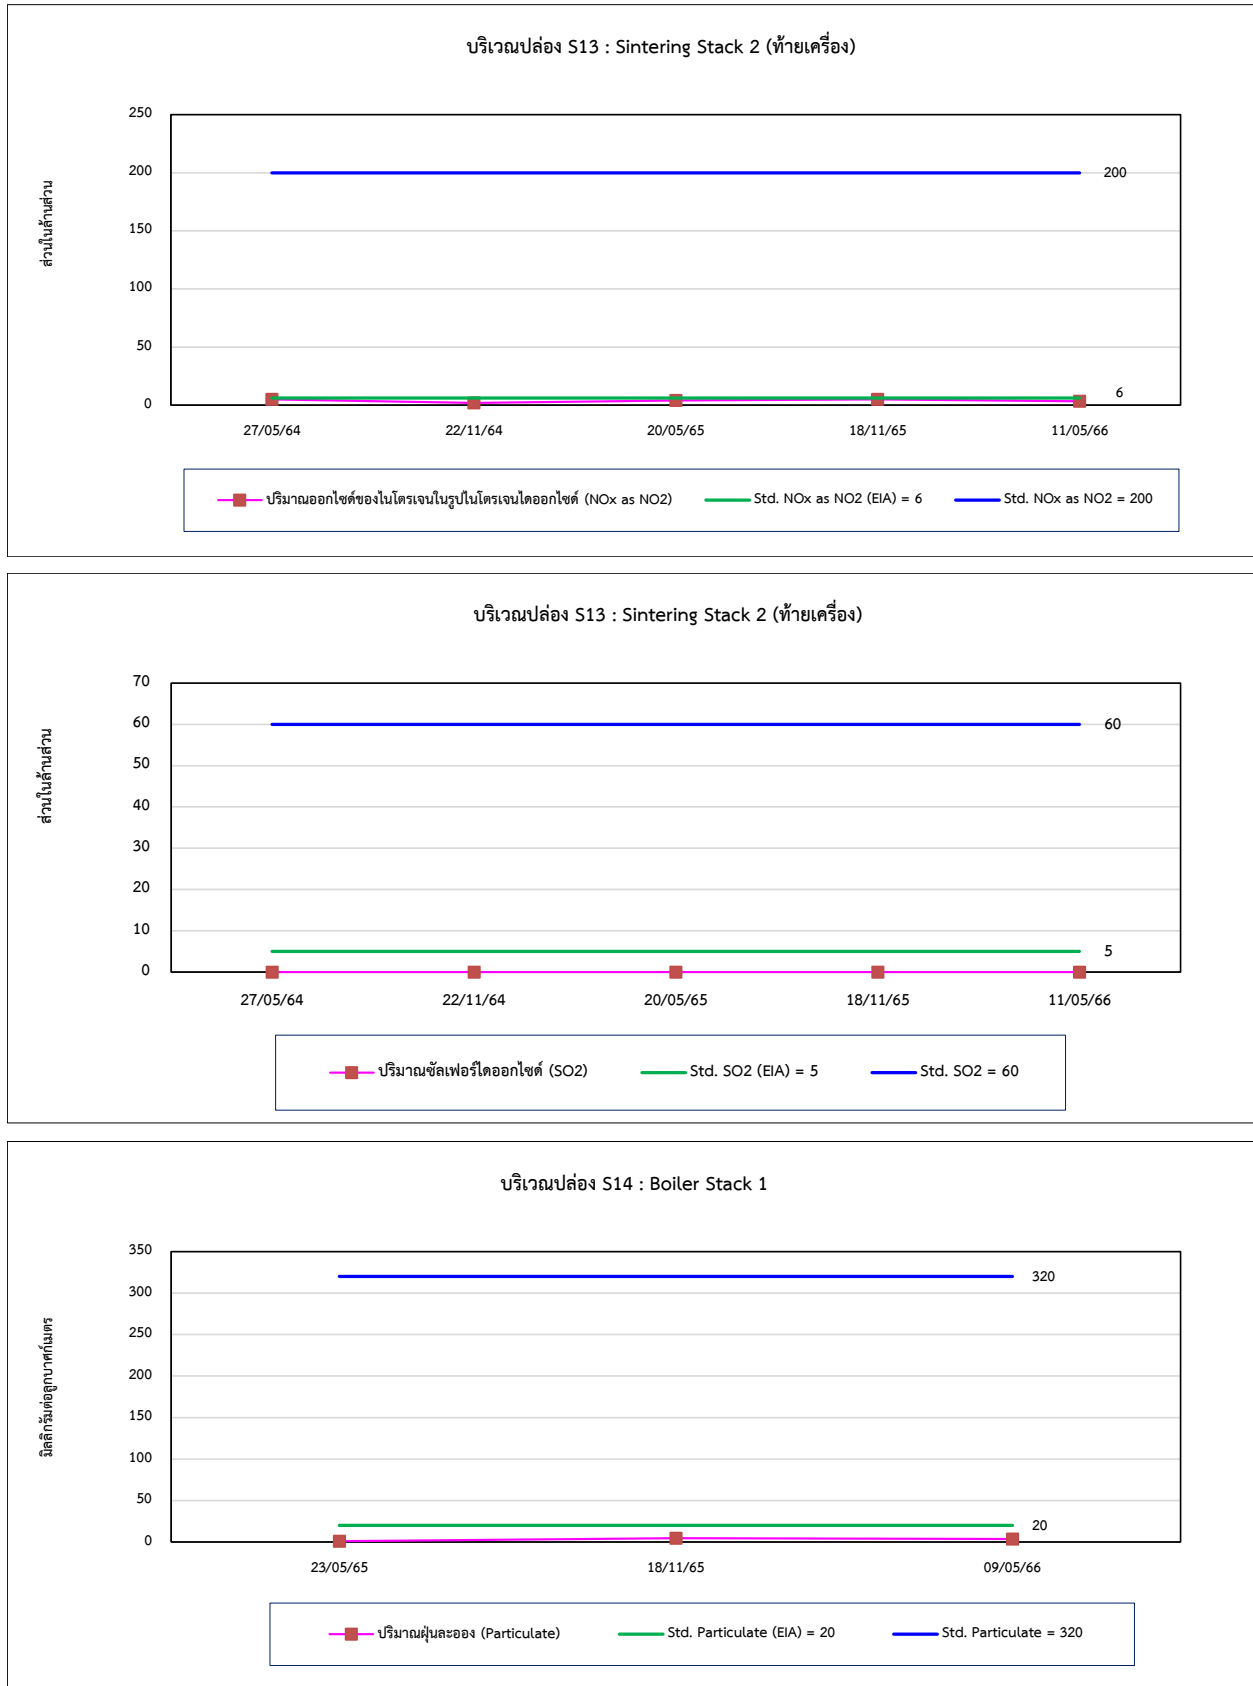 บริเวณปล่อง S13 : Sintering Stack 2 (ท้ายเครื่อง)
ส่วนในล้านส่วน
250
200
150
100
50
0
200
6
27/05/64 22/11/64 20/05/65 18/11/65 11/05/66
ปริมาณออกไซด์ของไนโตรเจนในรูปไนโตรเจนไดออกไซด์ (NOx as NO2) Std. NOx as NO2 (EIA) = 6 Std. NOx as NO2 = 200
บริเวณปล่อง S13 : Sintering Stack 2 (ท้ายเครื่อง)
ส่วนในล้านส่วน
70
60
50
40
30
20
10
0
60
5
27/05/64 22/11/64 20/05/65 18/11/65 11/05/66
ปริมาณซัลเฟอร์ไดออกไซด์ (SO2) Std. SO2 (EIA) = 5 Std. SO2 = 60
บริเวณปล่อง S14 : Boiler Stack 1
มิลลิกรัมต่อลูกบาศก์เมตร
350
300
250
200
150
100
50
0
320
20
23/05/65 18/11/65 09/05/66
ปริมาณฝุ่นละออง (Particulate) Std. Particulate (EIA) = 20 Std. Particulate = 320